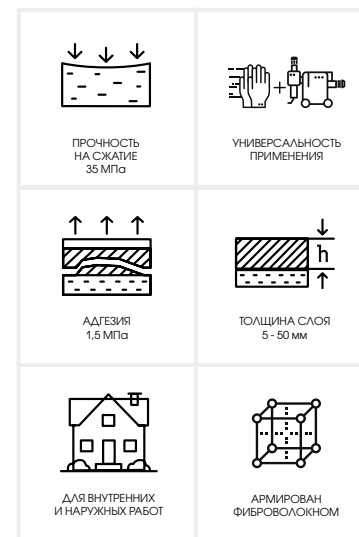 ПРОЧНОСТЬ
НА СЖАТИЕ
35 МПа
УНИВЕРСАЛЬНОСТЬ
ПРИМЕНЕНИЯ
АДГЕЗИЯ
1,5 МПа
h
ТОЛЩИНА СЛОЯ
5 - 50 мм
ДЛЯ ВНУТРЕННИХ
И НАРУЖНЫХ РАБОТ
АРМИРОВАН
ФИБРОВОЛОКНОМ